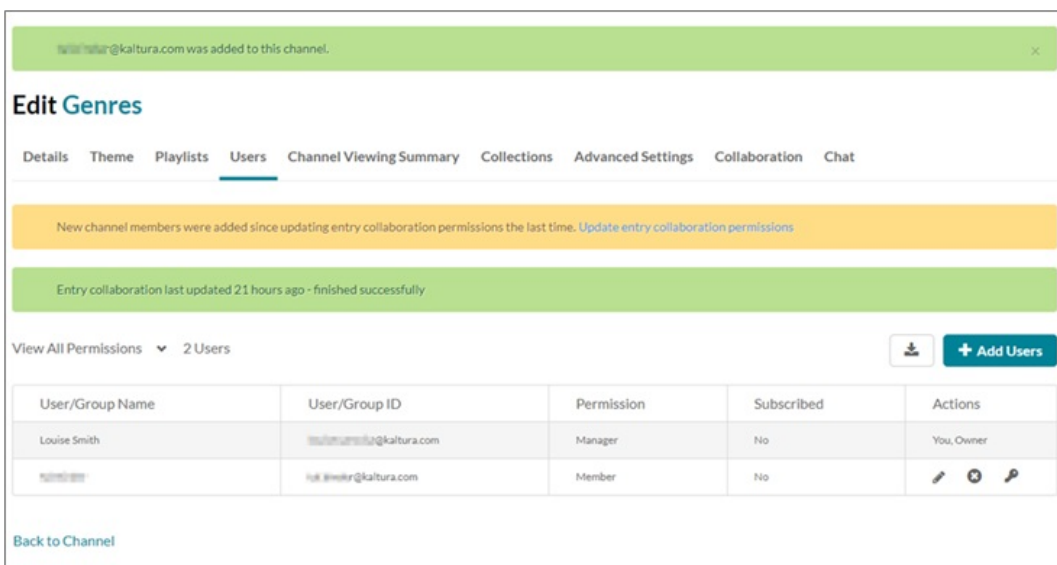 @kaltura.com was added to this channel. ×
Edit Genres
Details Theme Playlists Users Channel Viewing Summary Collections Advanced Settings Collaboration Chat
New channel members were added since updating entry collaboration permissions the last time. Update entry collaboration permissions
Entry collaboration last updated 21 hours ago - finished successfully
View All Permissions 2 Users + Add Users
User/Group Name User/Group ID Permission Subscribed Actions
Louise Smith @kaltura.com Manager No You, Owner
@kaltura.com Member No
Back to Channel